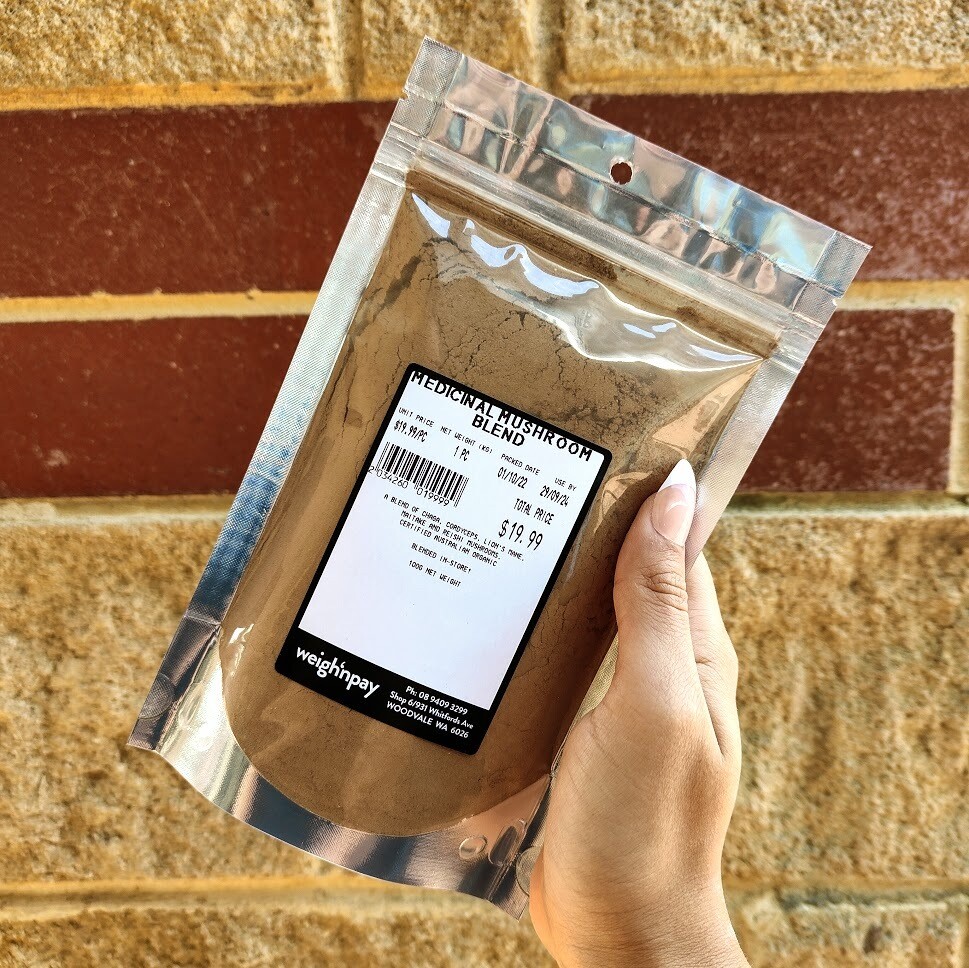 MEDICINAL MUSHROOM
BLEND
UNIT PRICE NET WEIGHT (KG) PACKED DATE USE BY
$19.99/PC 1 PC 01/10/22 29/09/24
TOTAL PRICE
$19.99
2 034260 019999
A BLEND OF CHAGA, CORDYCEPS, LION'S MANE,
MAITAKE AND REISHI MUSHROOMS.
CERTIFIED AUSTRALIAN ORGANIC
BLENDED IN-STORE!
100G NET WEIGHT
weigh'npay
Ph: 08 9409 3299
Shop 6/931 Whitfords Ave
WOODVALE WA 6026